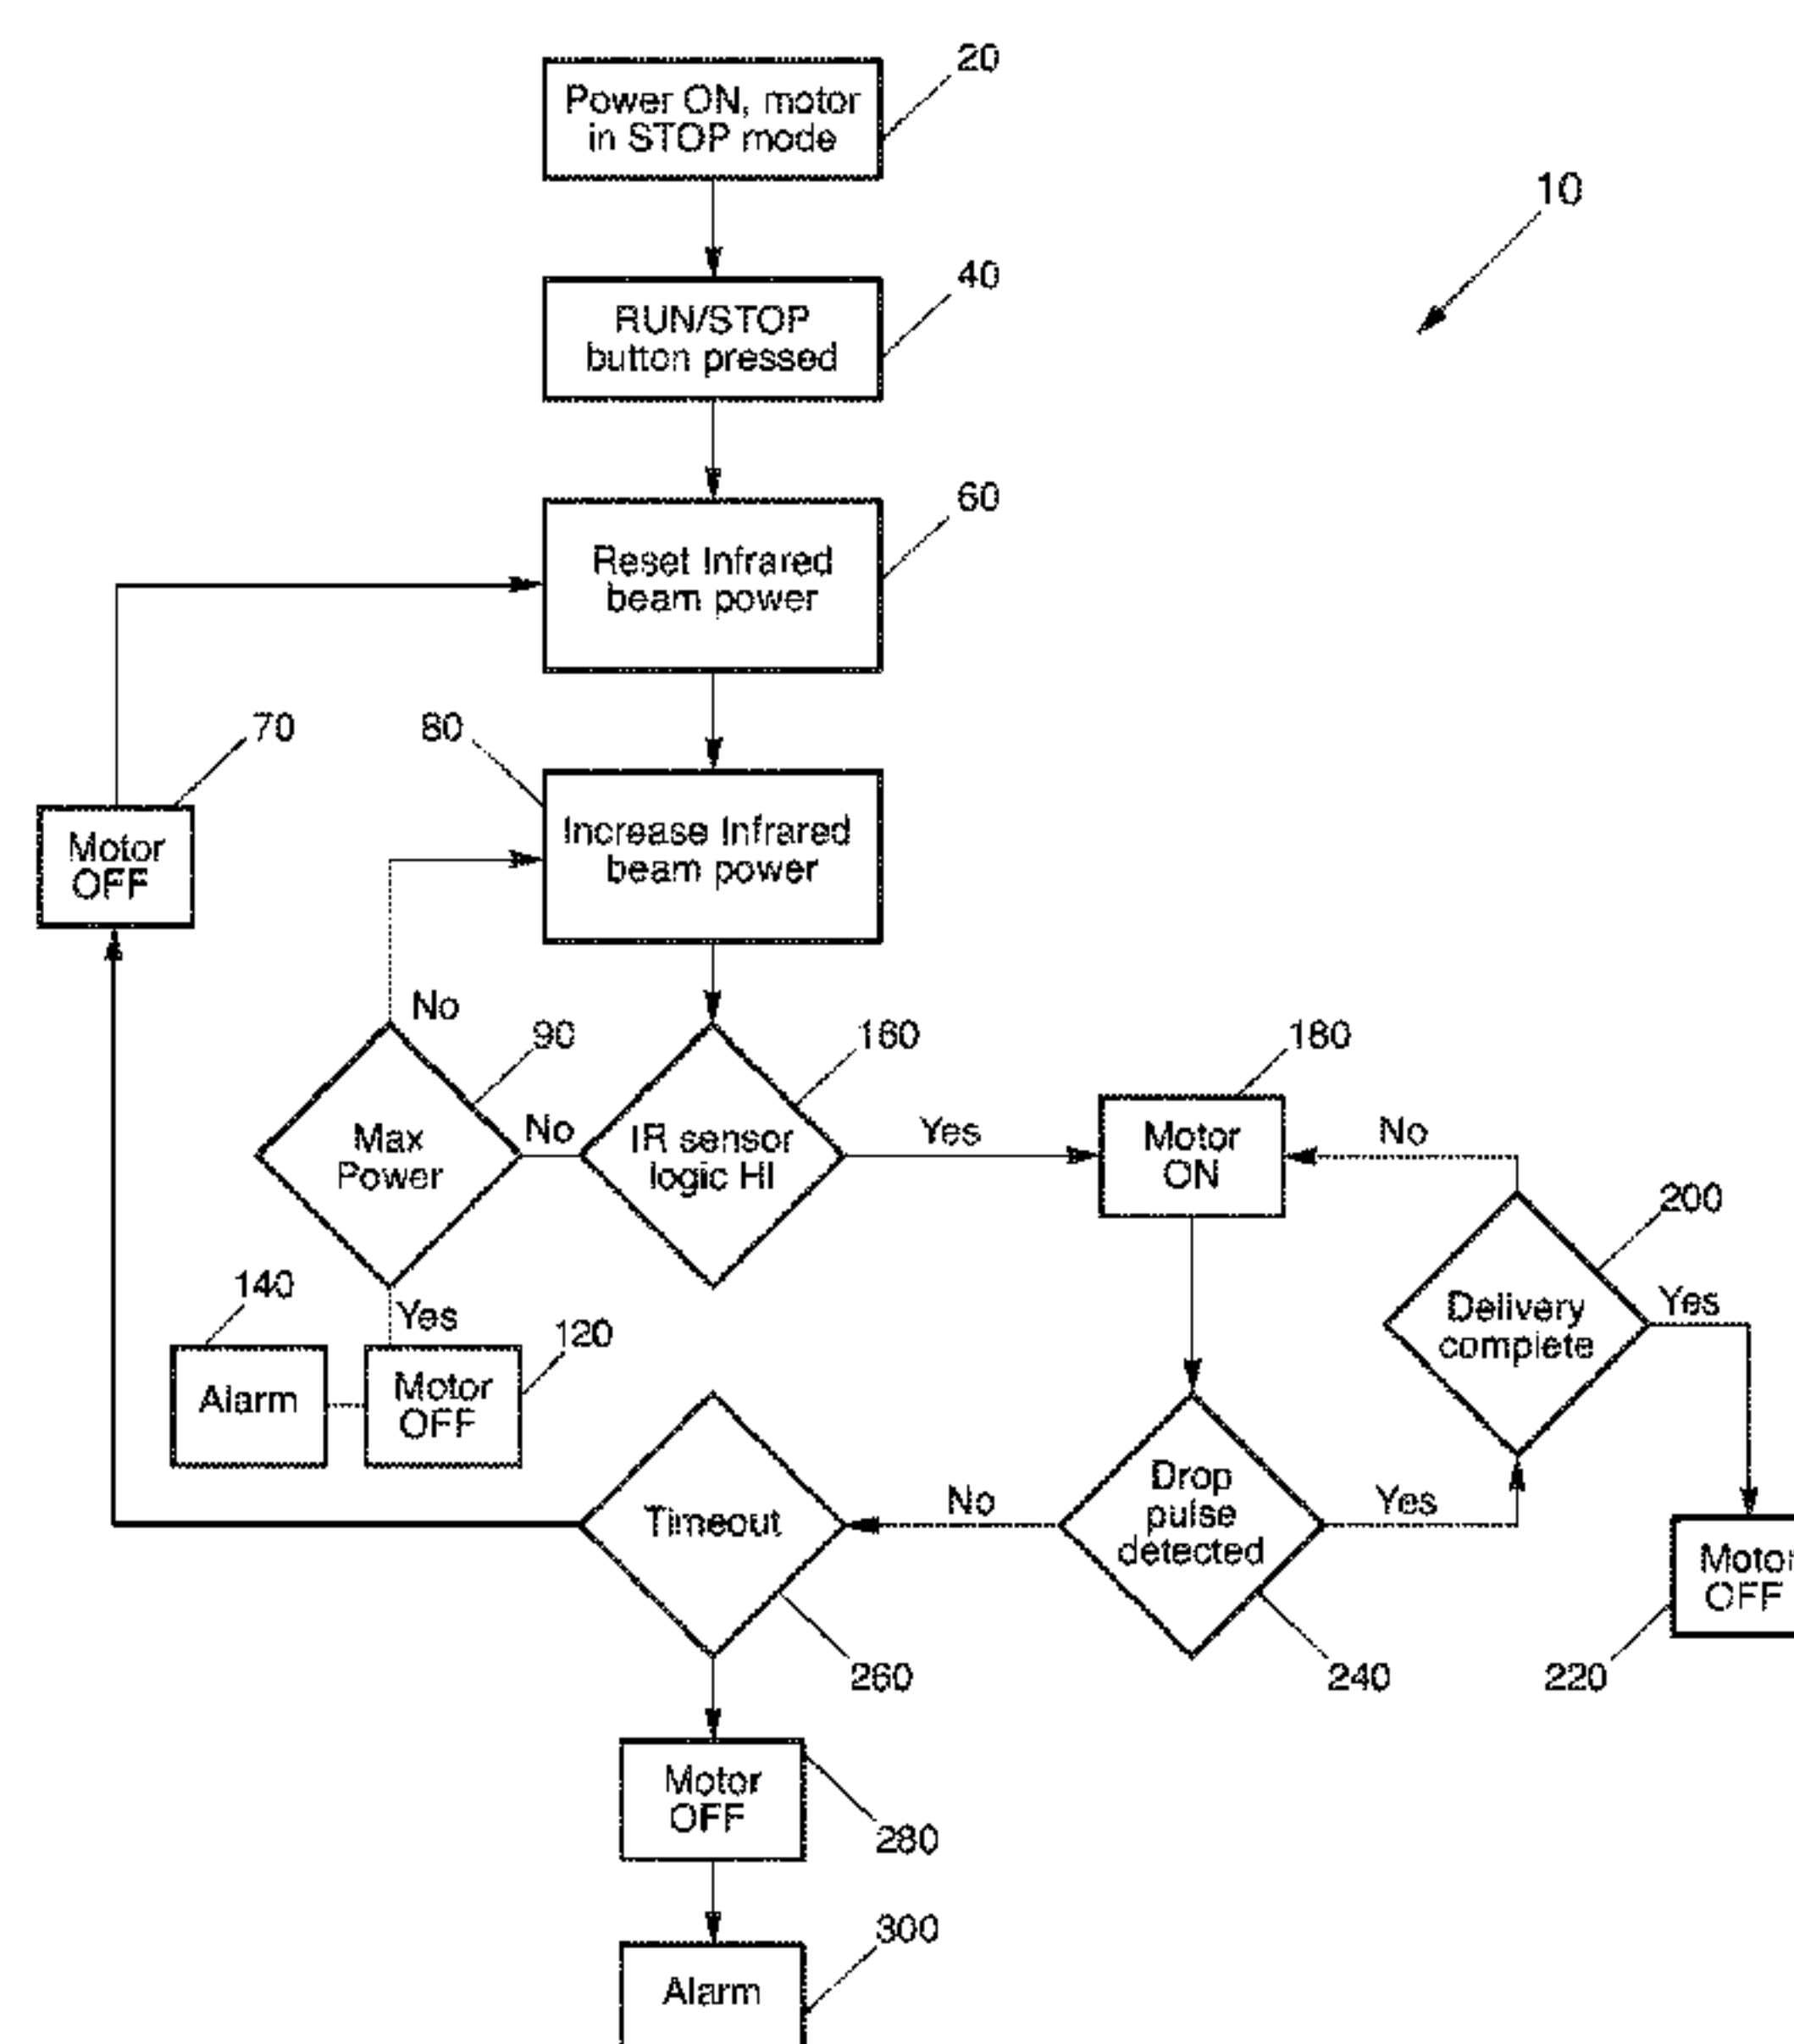 20
Power ON, motor
in STOP mode
10
40
RUN/STOP
button pressed
60
Reset Infrared
beam power
70
80
Motor
OFF
Increase Infrared
beam power
No
90
160
180
Max
Power
No
IR sensor
logic HI
Yes
Motor
ON
No
200
140
Yes
120
Delivery
complete
Yes
Alarm
Motor
OFF
Timeout
No
Drop
pulse
detected
Yes
Motor
OFF
260
240
220
Motor
OFF
280
300
Alarm